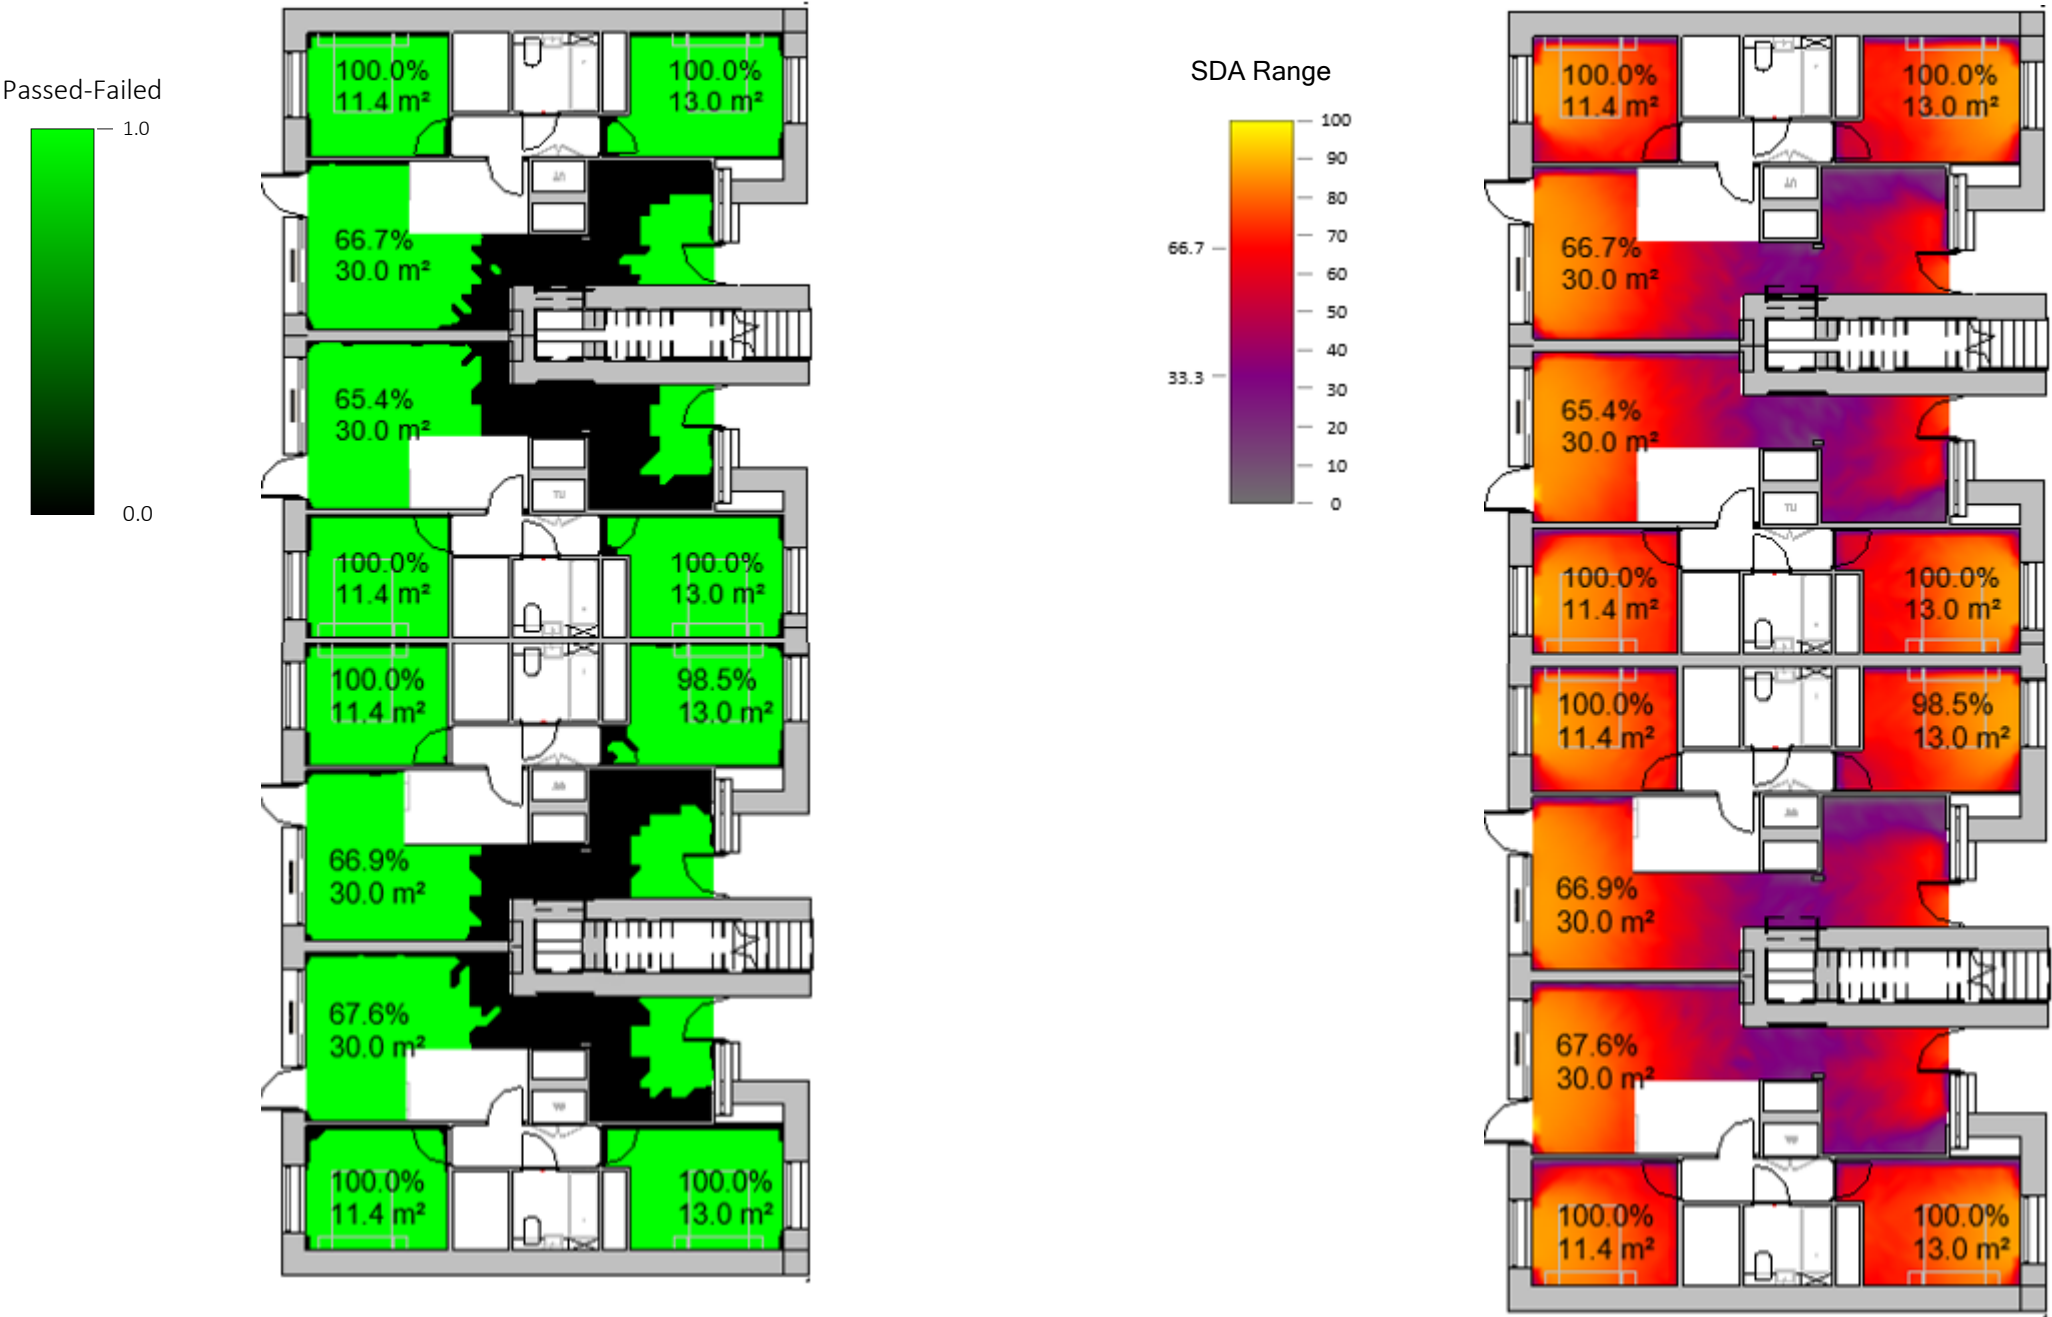 Passed-Failed
1.0
0.0
100.0%
11.4 m²
100.0%
13.0 m²
66.7%
30.0 m²
65.4%
30.0 m²
100.0%
11.4 m²
100.0%
13.0 m²
100.0%
11.4 m²
98.5%
13.0 m²
66.9%
30.0 m²
67.6%
30.0 m²
100.0%
11.4 m²
100.0%
13.0 m²
SDA Range
100
90
80
70
66.7
60
50
40
33.3
30
20
10
0
100.0%
11.4 m²
100.0%
13.0 m²
66.7%
30.0 m²
65.4%
30.0 m²
100.0%
11.4 m²
100.0%
13.0 m²
100.0%
11.4 m²
98.5%
13.0 m²
66.9%
30.0 m²
67.6%
30.0 m²
100.0%
11.4 m²
100.0%
13.0 m²